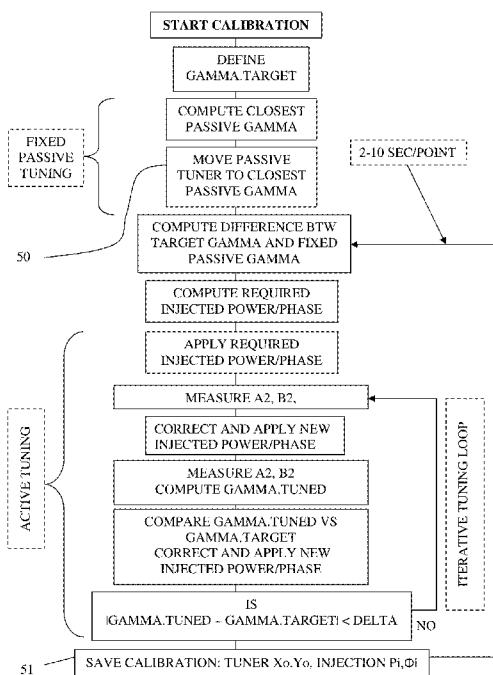 START CALIBRATION
DEFINE
GAMMA.TARGET
COMPUTE CLOSEST
PASSIVE GAMMA
FIXED
PASSIVE
TUNING
MOVE PASSIVE
TUNER TO CLOSEST
PASSIVE GAMMA
2-10 SEC/POINT
50
COMPUTE DIFFERENCE BTW
TARGET GAMMA AND FIXED
PASSIVE GAMMA
COMPUTE REQUIRED
INJECTED POWER/PHASE
ACTIVE TUNING
APPLY REQUIRED
INJECTED POWER/PHASE
MEASURE A2, B2,
CORRECT AND APPLY NEW
INJECTED POWER/PHASE
MEASURE A2, B2
COMPUTE GAMMA.TUNED
COMPARE GAMMA.TUNED VS
GAMMA.TARGET
CORRECT AND APPLY NEW
INJECTED POWER/PHASE
ITERATIVE TUNING LOOP
IS
|GAMMA.TUNED - GAMMA.TARGET| < DELTA
NO
51
SAVE CALIBRATION: TUNER Xo.Yo, INJECTION Pi,Φi